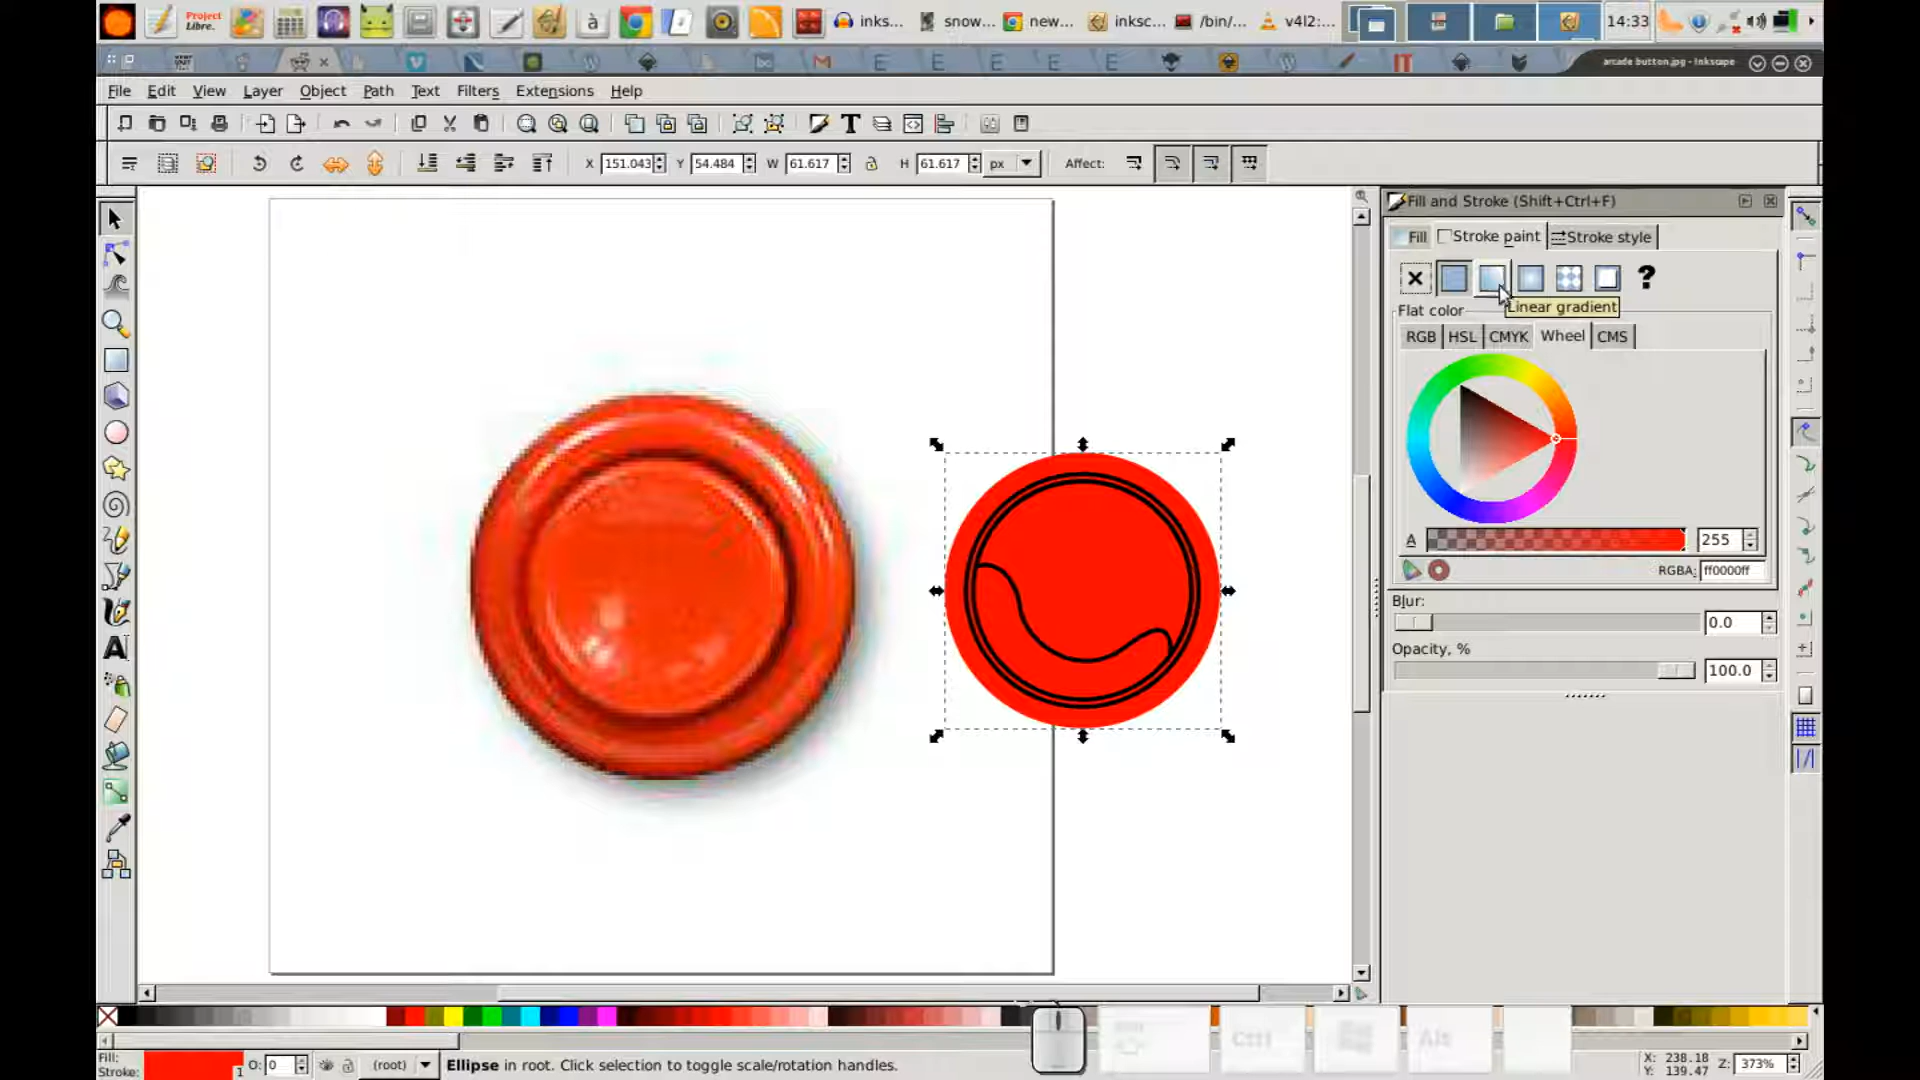 Project
Libre.
à
inks...
snow...
new...
inksc...
/bin/...
v4l2:...
14:33
arcade button.jpg - Inkscape
File Edit View Layer Object Path Text Filters Extensions Help
X 151.043 Y 54.484 W 61.617 H 61.617 px Affect:
Fill and Stroke (Shift+Ctrl+F)
Fill Stroke paint Stroke style
Linear gradient
Flat color
RGB HSL CMYK Wheel CMS
A 255
RGBA: ff0000ff
Blur:
0.0
Opacity, %
100.0
Ctrl Alt
Fill:
Stroke: 1
O: 0
(root)
Ellipse in root. Click selection to toggle scale/rotation handles.
X: 238.18
Y: 139.47
Z: 373%